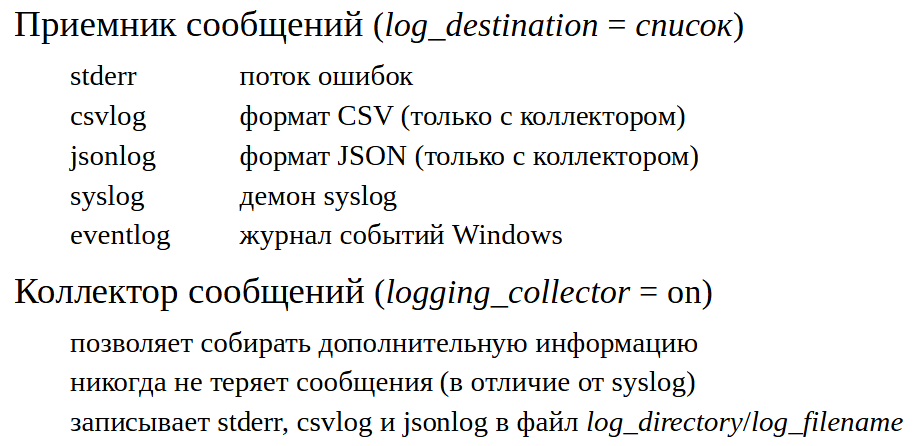 Приемник сообщений (log_destination = список)
stderr поток ошибок
csvlog формат CSV (только с коллектором)
jsonlog формат JSON (только с коллектором)
syslog демон syslog
eventlog журнал событий Windows
Коллектор сообщений (logging_collector = on)
позволяет собирать дополнительную информацию
никогда не теряет сообщения (в отличие от syslog)
записывает stderr, csvlog и jsonlog в файл log_directory/log_filename